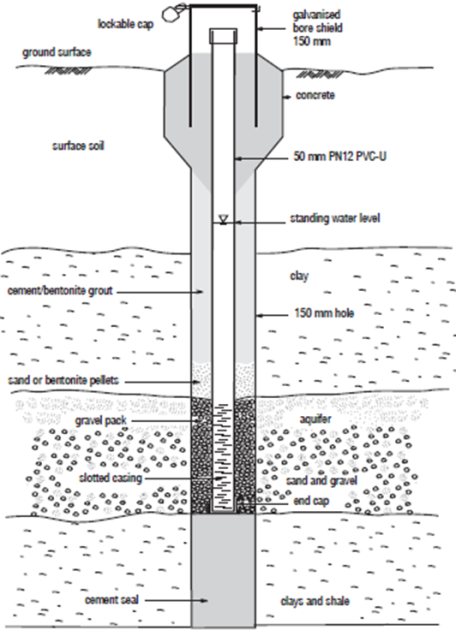 lockable cap
galvanised
bore shield
150 mm
ground surface
concrete
surface soil
50 mm PN12 PVC-U
standing water level
clay
cement/bentonite grout
150 mm hole
sand or bentonite pellets
gravel pack
aquifer
slotted casing
sand and gravel
end cap
cement seal
clays and shale